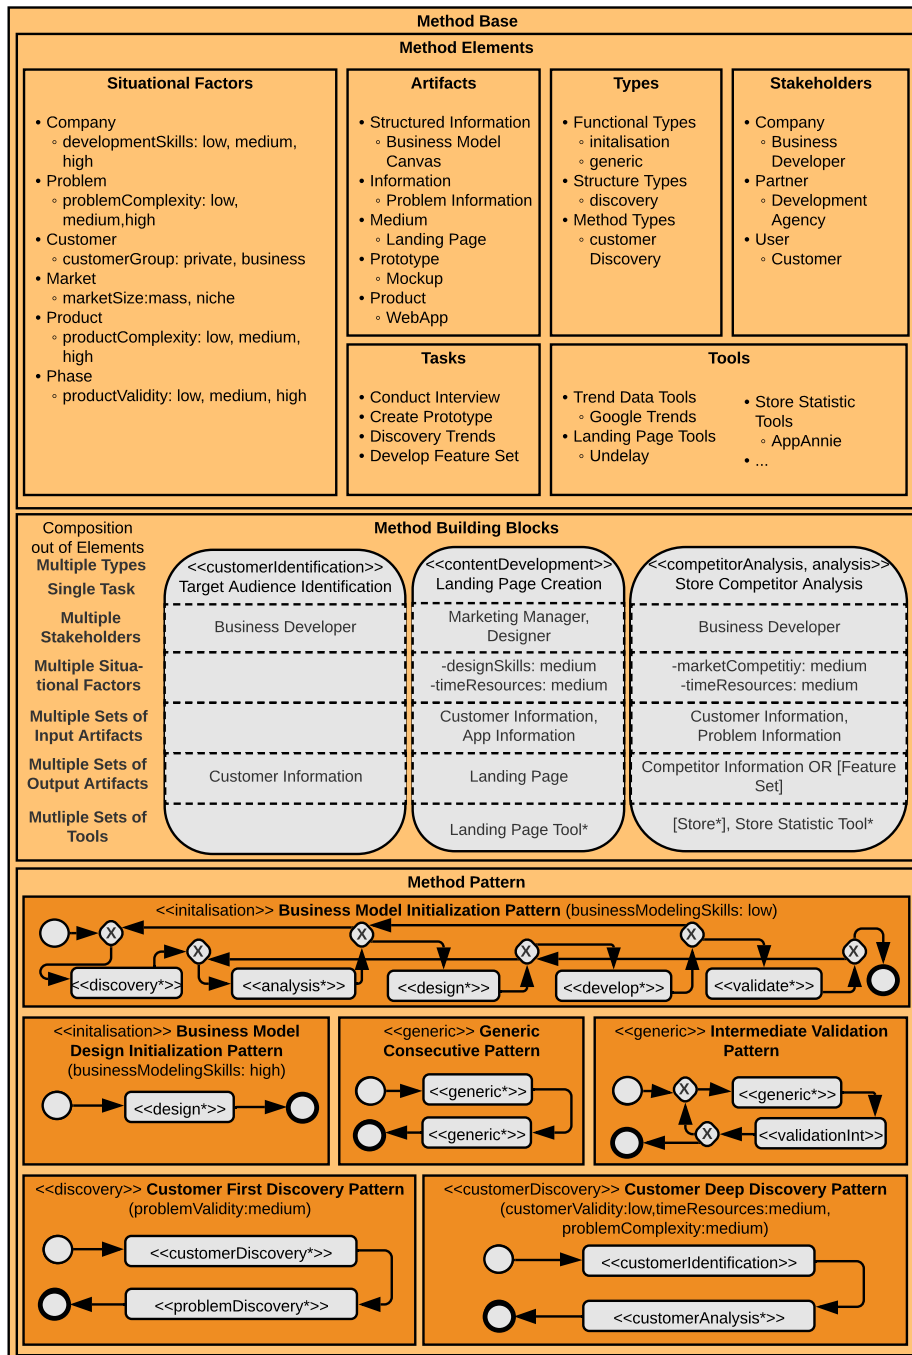 Method Base
Method Elements
Situational Factors
• Company
◦ developmentSkills: low, medium,
high
• Problem
◦ problemComplexity: low,
medium,high
• Customer
◦ customerGroup: private, business
• Market
◦ marketSize:mass, niche
• Product
◦ productComplexity: low, medium,
high
• Phase
◦ productValidity: low, medium, high
Artifacts
• Structured Information
◦ Business Model
Canvas
• Information
◦ Problem Information
• Medium
◦ Landing Page
• Prototype
◦ Mockup
• Product
◦ WebApp
Types
• Functional Types
◦ initalisation
◦ generic
• Structure Types
◦ discovery
• Method Types
◦ customer
Discovery
Stakeholders
• Company
◦ Business
Developer
• Partner
◦ Development
Agency
• User
◦ Customer
Tasks
• Conduct Interview
• Create Prototype
• Discovery Trends
• Develop Feature Set
Tools
• Trend Data Tools
◦ Google Trends
• Landing Page Tools
◦ Undelay
• Store Statistic
Tools
◦ AppAnnie
• ...
Method Building Blocks
Composition
out of Elements
Multiple Types
Single Task
Multiple
Stakeholders
Multiple Situa-
tional Factors
Multiple Sets of
Input Artifacts
Multiple Sets of
Output Artifacts
Mutliple Sets of
Tools
<<customerIdentification>>
Target Audience Identification
Business Developer
Customer Information
<<contentDevelopment>>
Landing Page Creation
Marketing Manager,
Designer
-designSkills: medium
-timeResources: medium
Customer Information,
App Information
Landing Page
Landing Page Tool*
<<competitorAnalysis, analysis>>
Store Competitor Analysis
Business Developer
-marketCompetitiy: medium
-timeResources: medium
Customer Information,
Problem Information
Competitor Information OR [Feature
Set]
[Store*], Store Statistic Tool*
Method Pattern
<<initalisation>> Business Model Initialization Pattern (businessModelingSkills: low)
X
X
X
X
X
X
<<discovery*>>
<<analysis*>>
<<design*>>
<<develop*>>
<<validate*>>
<<initalisation>> Business Model
Design Initialization Pattern
(businessModelingSkills: high)
<<design*>>
<<generic>> Generic
Consecutive Pattern
<<generic*>>
<<generic*>>
<<generic>> Intermediate Validation
Pattern
X
<<generic*>>
X
<<validationInt>>
<<discovery>> Customer First Discovery Pattern
(problemValidity:medium)
<<customerDiscovery*>>
<<problemDiscovery*>>
<<customerDiscovery>> Customer Deep Discovery Pattern
(customerValidity:low,timeResources:medium,
problemComplexity:medium)
<<customerIdentification>>
<<customerAnalysis*>>